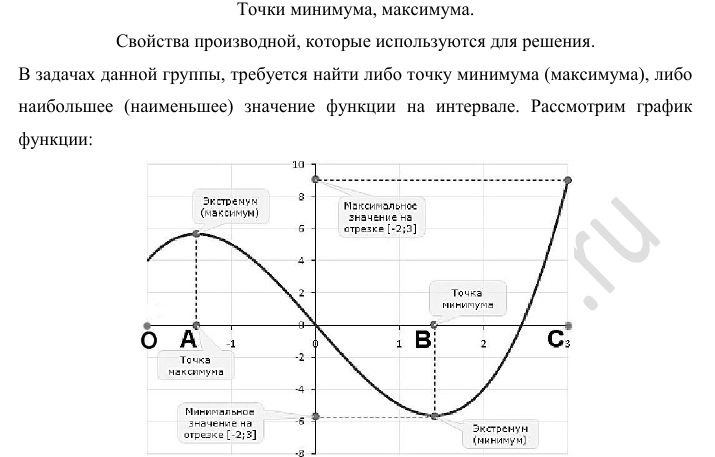 Точки минимума, максимума.
Свойства производной, которые используются для решения.
В задачах данной группы, требуется найти либо точку минимума (максимума), либо
наибольшее (наименьшее) значение функции на интервале. Рассмотрим график
функции:
10
8
6
4
2
-2
-4
-6
-8
Экстремум
(максимум)
Максимальное
значение на
отрезке [-2;3]
Точка
минимума
O
A
-1
0
1
B
2
C
3
Точка
максимума
Минимальное
значение на
отрезке [-2;3]
Экстремум
(минимум)
.ru